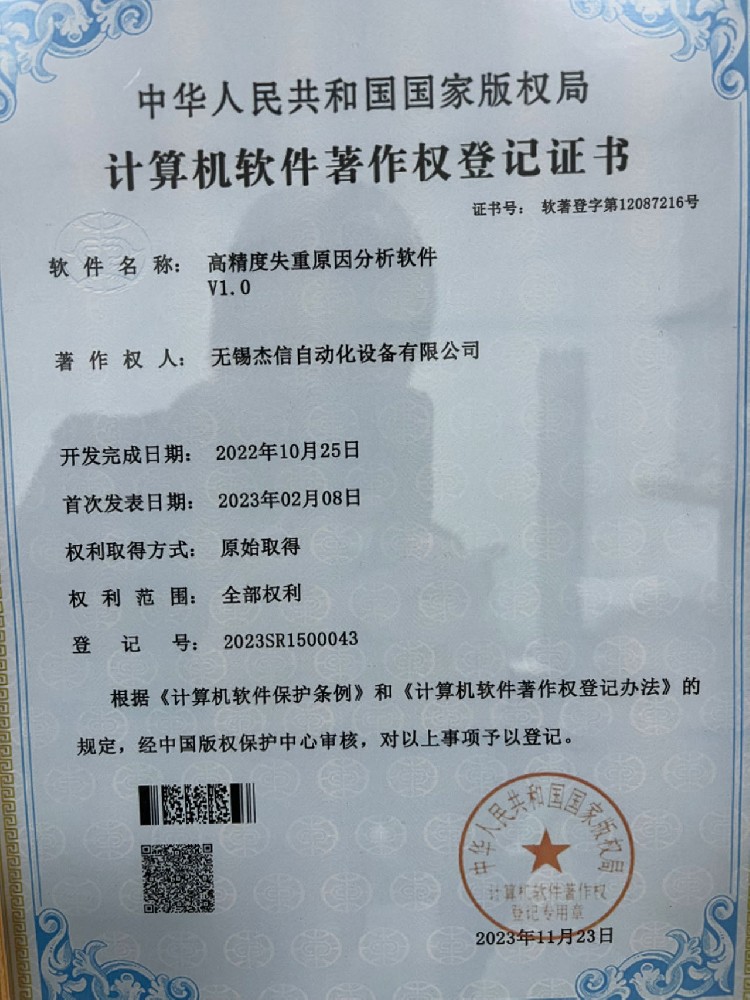 中华人民共和国国家版权局
计算机软件著作权登记证书
证书号： 软著登字第12087216号
软件名称： 高精度失重原因分析软件
V1.0
著作权人： 无锡杰信自动化设备有限公司
开发完成日期： 2022年10月25日
首次发表日期： 2023年02月08日
权利取得方式： 原始取得
权利范围： 全部权利
登记号： 2023SR1500043
根据《计算机软件保护条例》和《计算机软件著作权登记办法》的
规定，经中国版权保护中心审核，对以上事项予以登记。
中华人民共和国国家版权局
计算机软件著作权
登记专用章
2023年11月23日